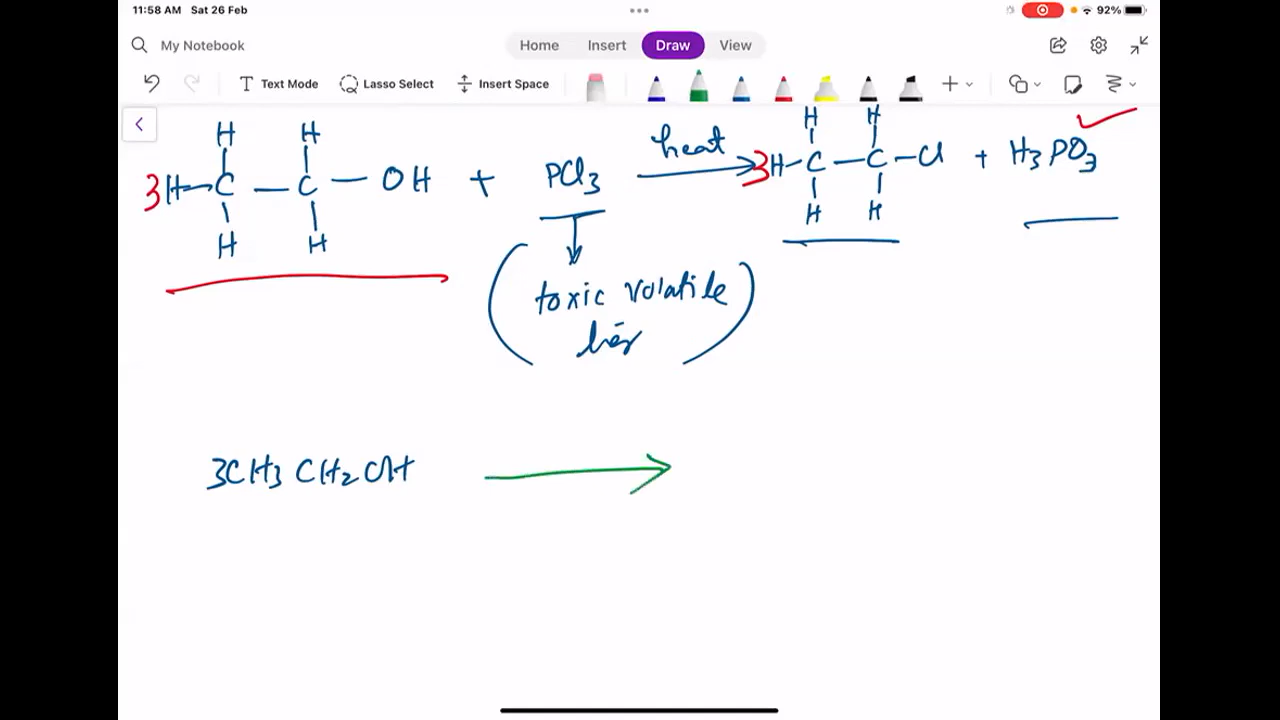 11:58 AM Sat 26 Feb
92%
My Notebook
Home Insert Draw View
Text Mode Lasso Select Insert Space
H H H H
3H-C-C-OH + PCl3 heat 3H-C-C-Cl + H3PO3
H H H H
toxic volatile
3CH3CH2OH